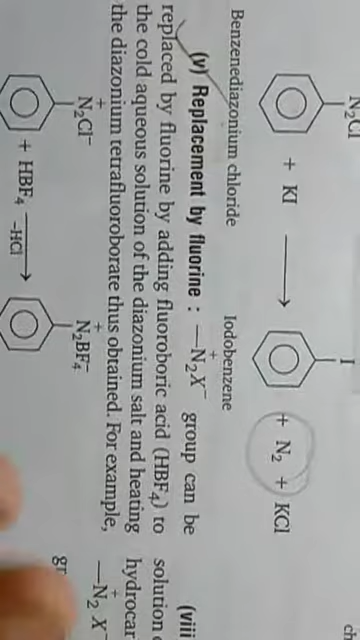 N₂Cl I
+ KI ⟶ + N₂ + KCl
Benzenediazonium chloride Iodobenzene
(v) Replacement by fluorine : —N₂⁺X⁻ group can be
replaced by fluorine by adding fluoroboric acid (HBF₄) to
the cold aqueous solution of the diazonium salt and heating
the diazonium tetrafluoroborate thus obtained. For example,
N₂⁺Cl⁻ N₂⁺BF₄⁻
+ HBF₄ ⟶
–HCl
ch
(viii
solution
hydrocar
—N₂⁺X⁻
gr